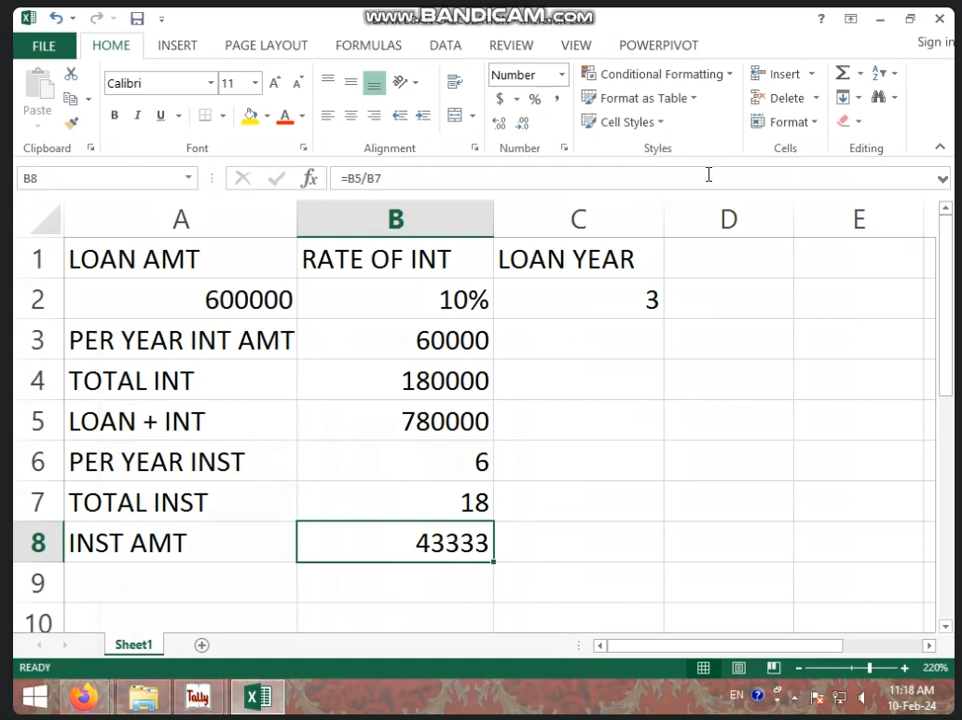 www.BANDICAM.com
?
Sign in
FILE HOME INSERT PAGE LAYOUT FORMULAS DATA REVIEW VIEW POWERPIVOT
Paste
Calibri 11
B I U A
Number
$ % ,
Conditional Formatting
Format as Table
Cell Styles
Insert
Delete
Format
Clipboard Font Alignment Number Styles Cells Editing
B8 fx =B5/B7
A B C D E
1 LOAN AMT RATE OF INT LOAN YEAR
2 600000 10% 3
3 PER YEAR INT AMT 60000
4 TOTAL INT 180000
5 LOAN + INT 780000
6 PER YEAR INST 6
7 TOTAL INST 18
8 INST AMT 43333
9
10
Sheet1
READY 220%
Tally EN 11:18 AM
10-Feb-24